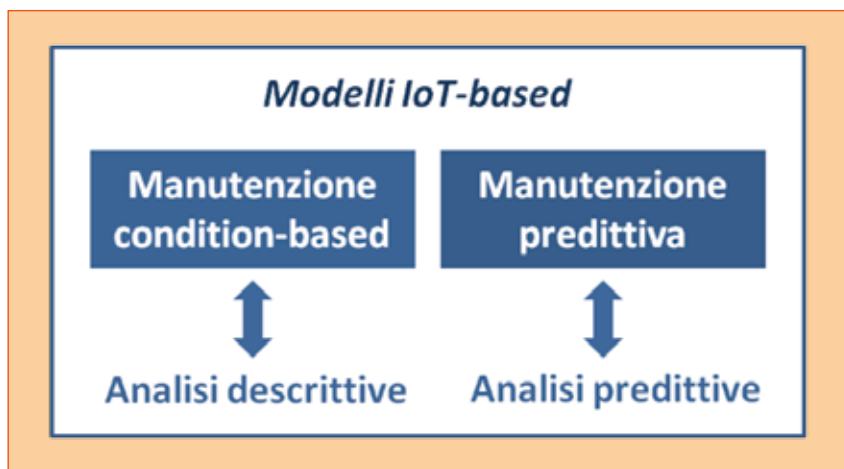 Modelli IoT-based
Manutenzione
condition-based
Manutenzione
predittiva
Analisi descrittive
Analisi predittive